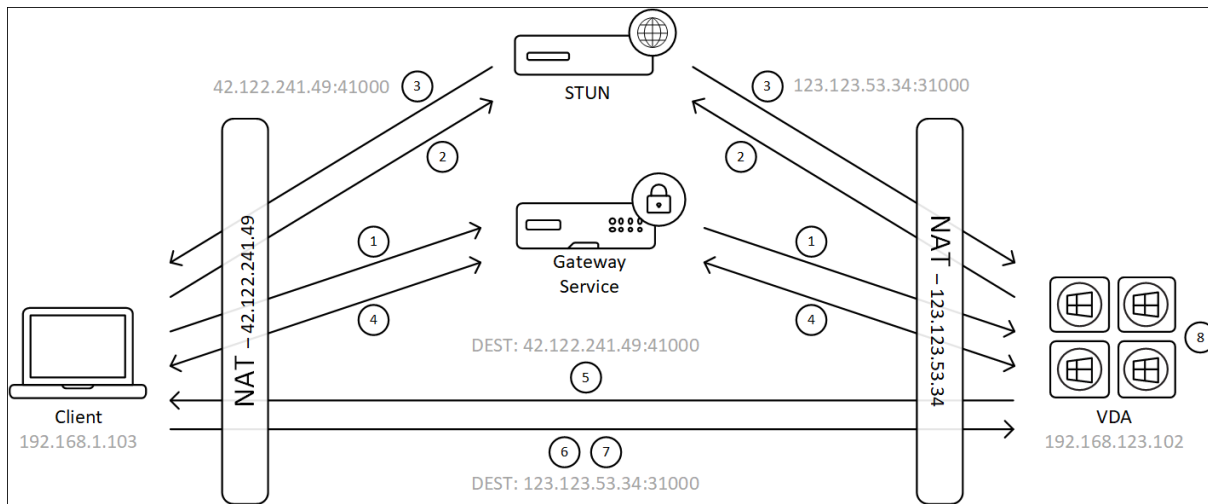 42.122.241.49:41000
3
STUN
3
123.123.53.34:31000
2
2
NAT – 42.122.241.49
NAT – 123.123.53.34
1
Gateway
Service
1
4
4
8
DEST: 42.122.241.49:41000
5
Client
192.168.1.103
VDA
192.168.123.102
6
7
DEST: 123.123.53.34:31000